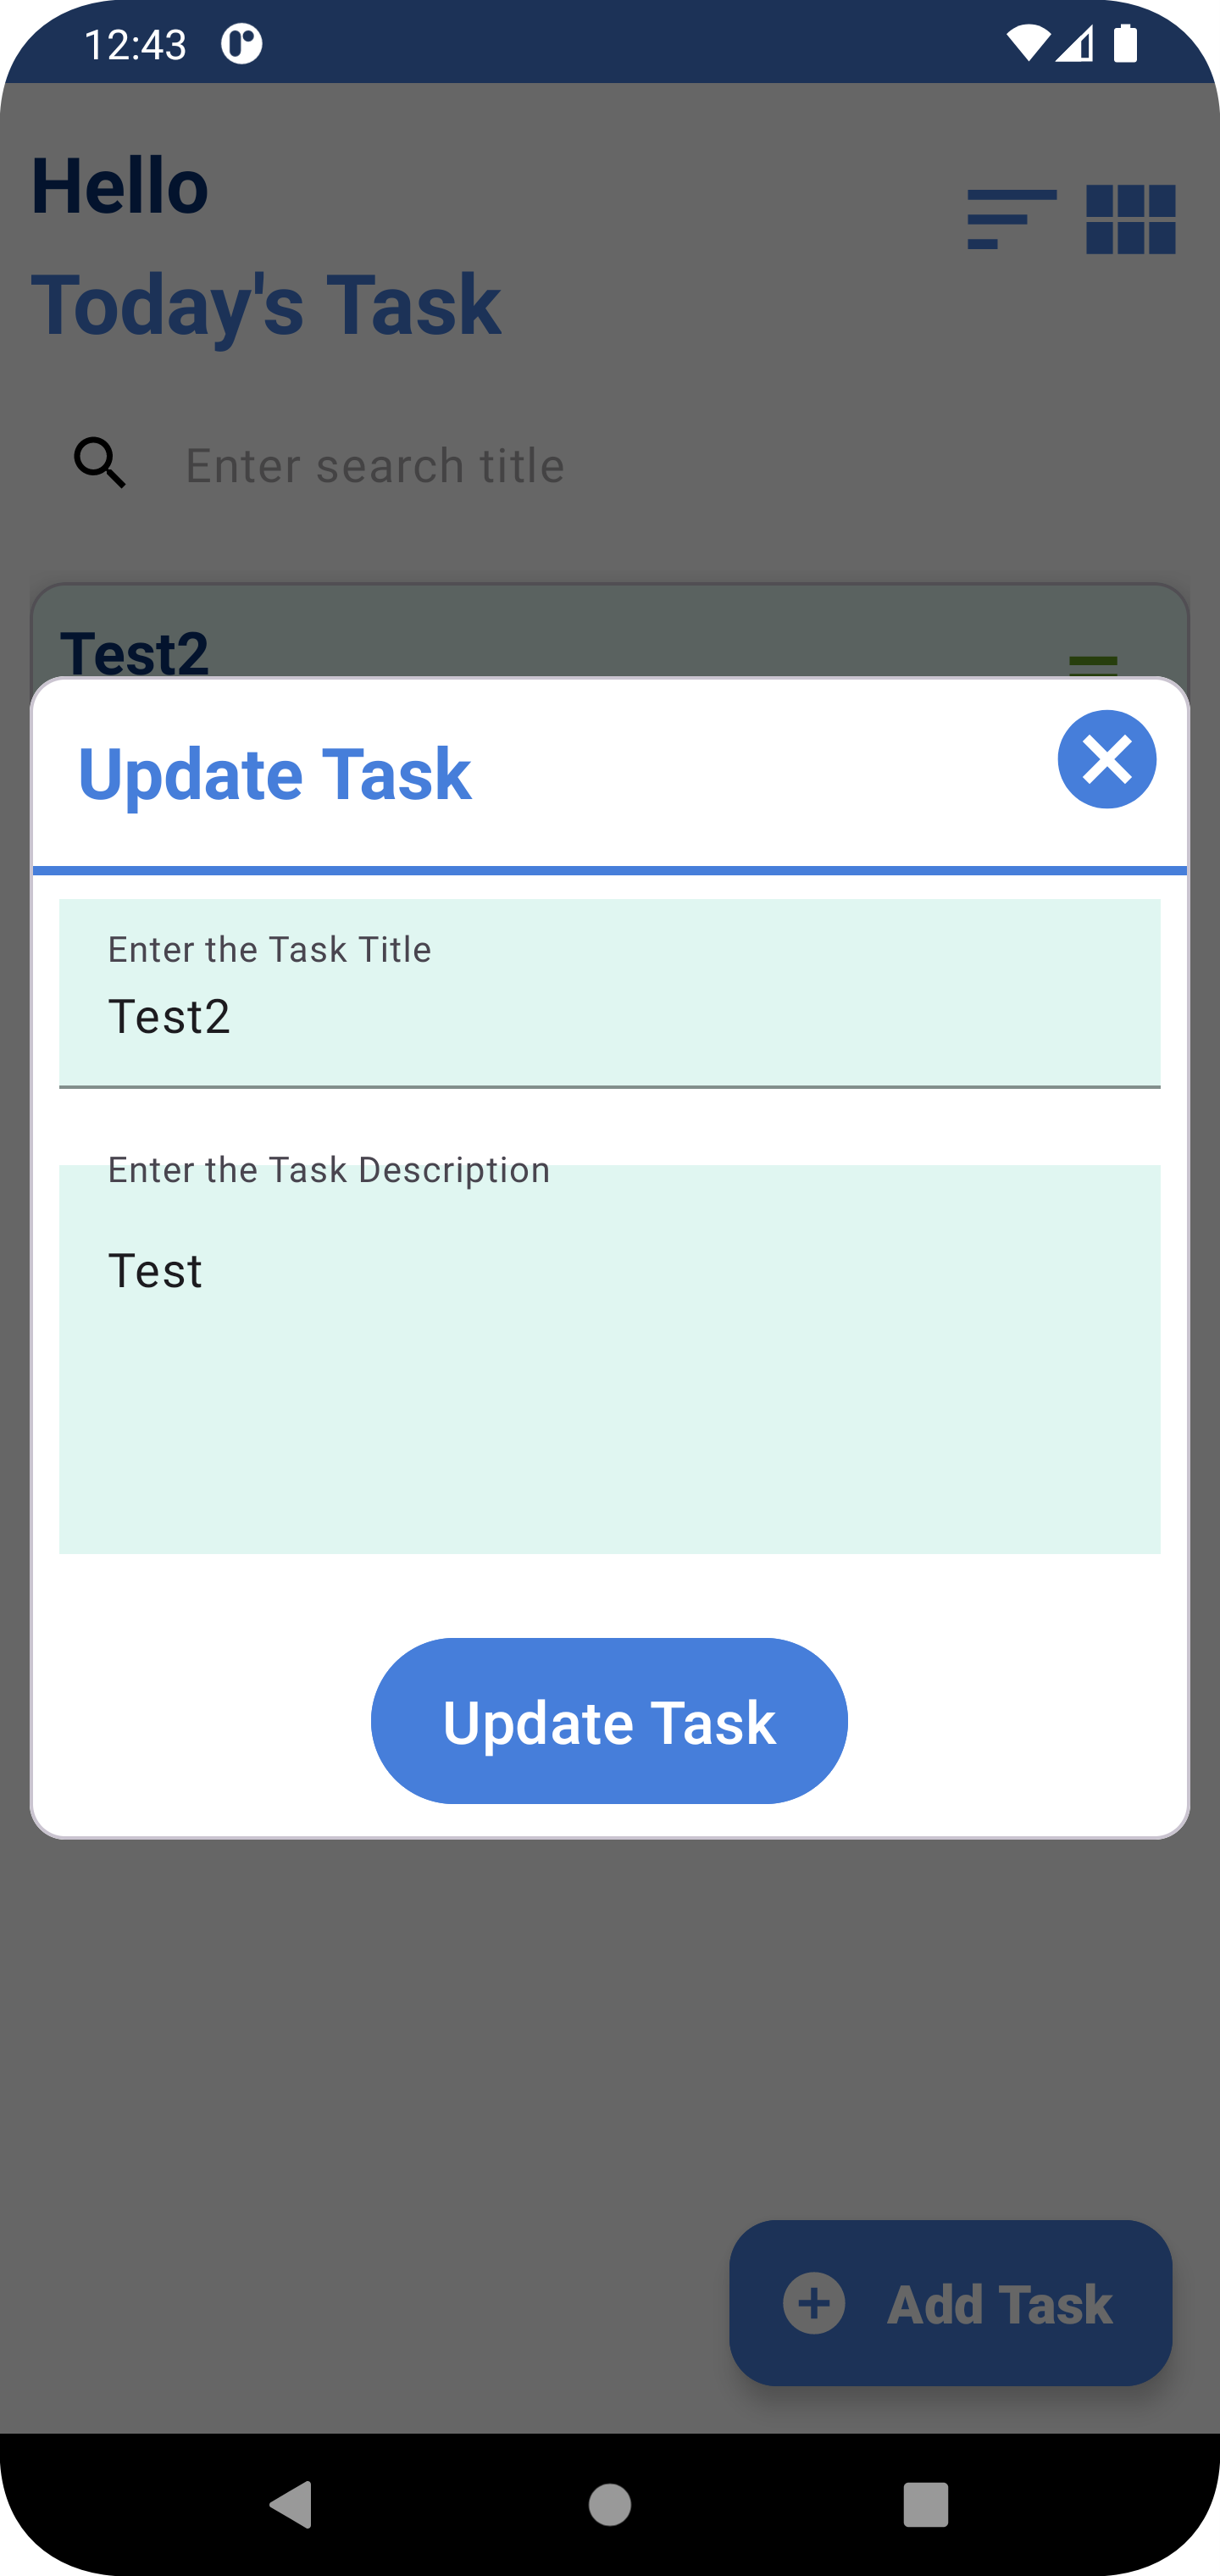 12:43
Hello
Today's Task
Enter search title
Test2
Update Task
Enter the Task Title
Test2
Enter the Task Description
Test
Update Task
Add Task